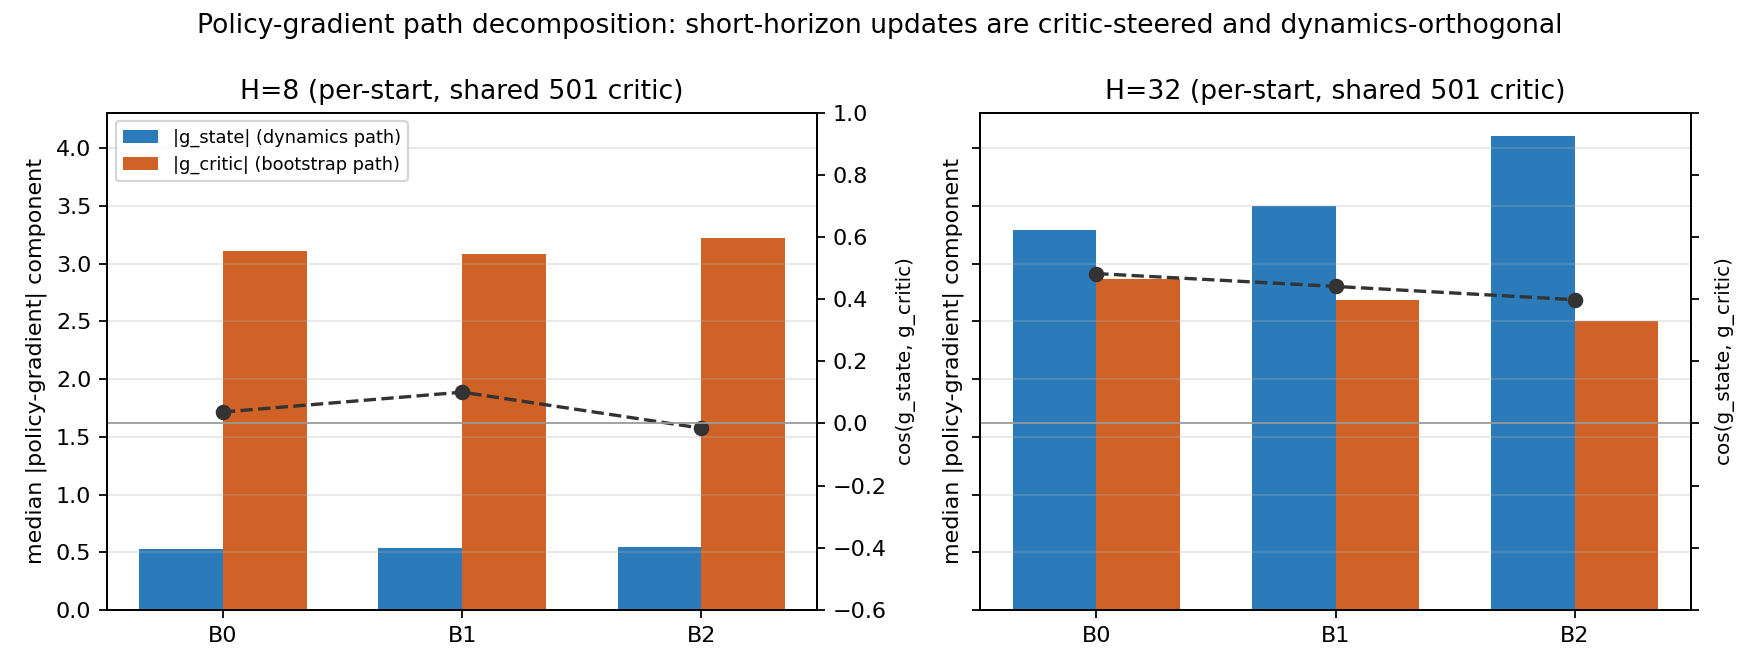 Policy-gradient path decomposition: short-horizon updates are critic-steered and dynamics-orthogonal
H=8 (per-start, shared 501 critic)
|g_state| (dynamics path)
|g_critic| (bootstrap path)
median |policy-gradient| component
4.0
3.5
3.0
2.5
2.0
1.5
1.0
0.5
0.0
B0
B1
B2
1.0
0.8
0.6
0.4
0.2
0.0
−0.2
−0.4
−0.6
cos(g_state, g_critic)
H=32 (per-start, shared 501 critic)
median |policy-gradient| component
B0
B1
B2
cos(g_state, g_critic)